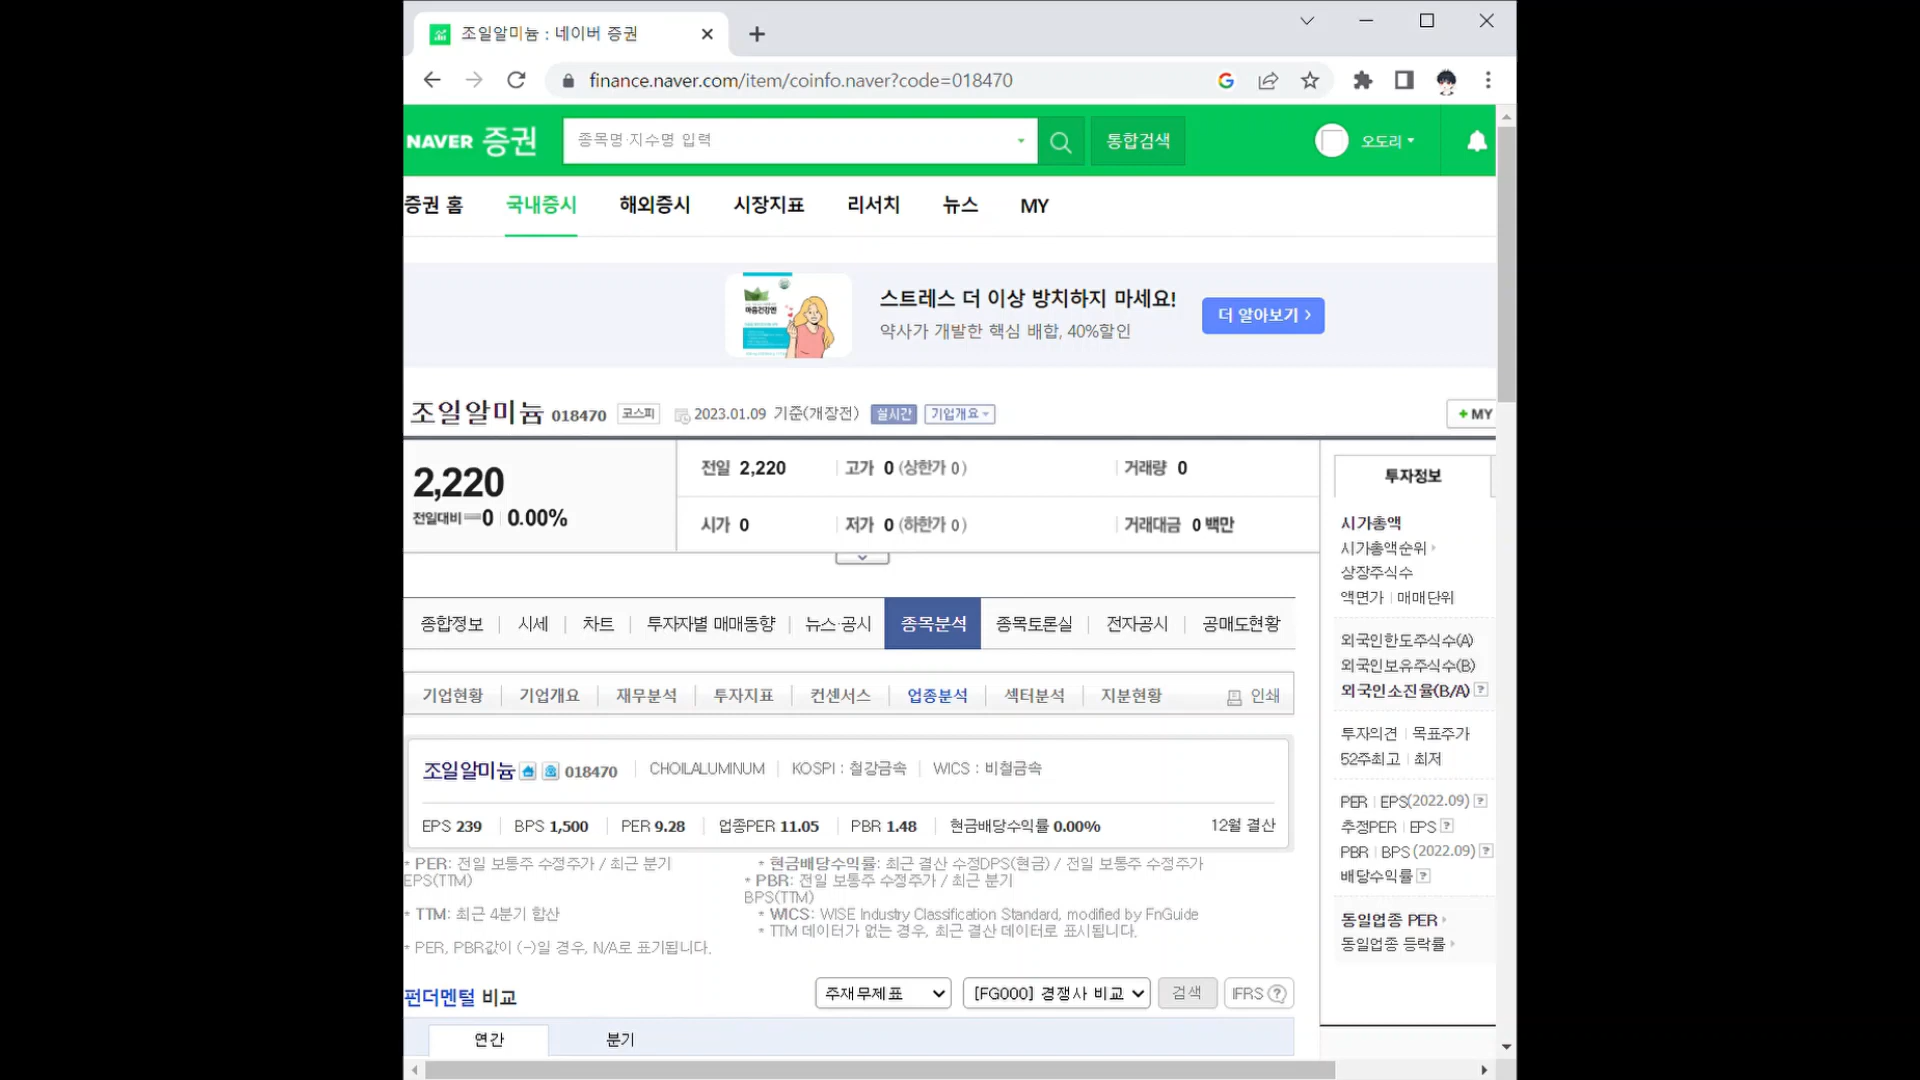 조일알미늄 : 네이버 증권
finance.naver.com/item/coinfo.naver?code=018470
NAVER 증권
종목명·지수명 입력
통합검색
오도리
증권 홈 국내증시 해외증시 시장지표 리서치 뉴스 MY
마음건강엔
스트레스 더 이상 방치하지 마세요!
약사가 개발한 핵심 배합, 40%할인
더 알아보기 >
조일알미늄 018470 코스피 2023.01.09 기준(개장전) 실시간 기업개요
+ MY
2,220
전일대비 0 0.00%
전일 2,220 고가 0 (상한가 0) 거래량 0
시가 0 저가 0 (하한가 0) 거래대금 0 백만
종합정보 시세 차트 투자자별 매매동향 뉴스·공시 종목분석 종목토론실 전자공시 공매도현황
기업현황 기업개요 재무분석 투자지표 컨센서스 업종분석 섹터분석 지분현황 인쇄
조일알미늄 018470 CHOILALUMINUM KOSPI : 철강금속 WICS : 비철금속
EPS 239 BPS 1,500 PER 9.28 업종PER 11.05 PBR 1.48 현금배당수익률 0.00% 12월 결산
* PER: 전일 보통주 수정주가 / 최근 분기
EPS(TTM)
* TTM: 최근 4분기 합산
* PER, PBR값이 (-)일 경우, N/A로 표기됩니다.
* 현금배당수익률: 최근 결산 수정DPS(현금) / 전일 보통주 수정주가
* PBR: 전일 보통주 수정주가 / 최근 분기
BPS(TTM)
* WICS: WISE Industry Classification Standard, modified by FnGuide
* TTM 데이터가 없는 경우, 최근 결산 데이터로 표시됩니다.
펀더멘털 비교
주재무제표 [FG000] 경쟁사 비교 검색 IFRS ?
연간 분기
투자정보
시가총액
시가총액순위
상장주식수
액면가 | 매매단위
외국인한도주식수(A)
외국인보유주식수(B)
외국인소진율(B/A) ?
투자의견 | 목표주가
52주최고 | 최저
PER | EPS(2022.09) ?
추정PER | EPS ?
PBR | BPS (2022.09) ?
배당수익률 ?
동일업종 PER
동일업종 등락률